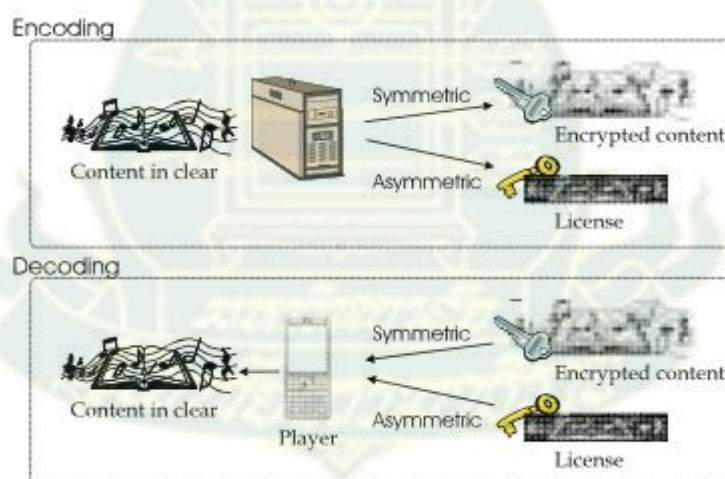 Encoding
Symmetric
Encrypted content
Content in clear
Asymmetric
License
Decoding
Symmetric
Encrypted content
Content in clear
Player
Asymmetric
License